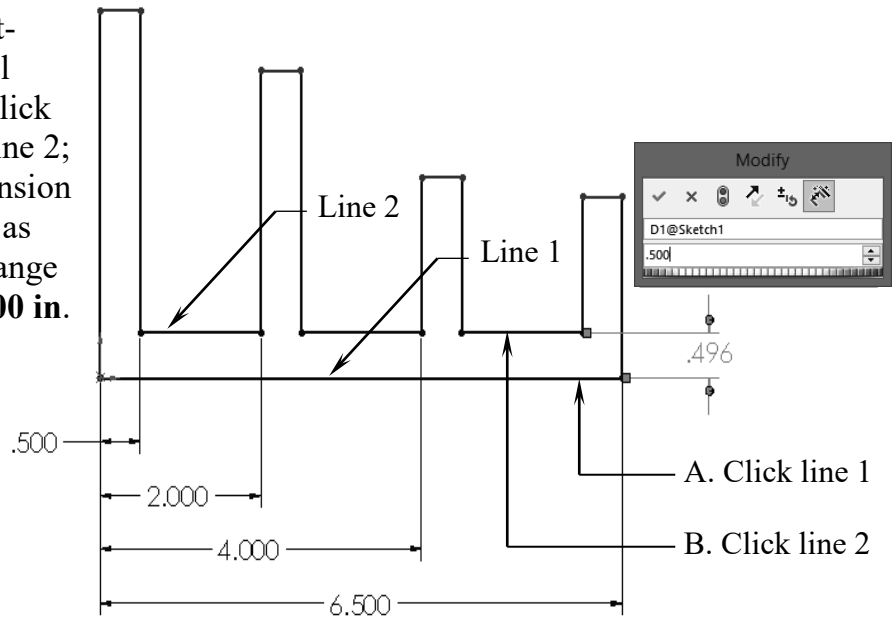 t-
l
lick
ne 2;
nsion
as
ange
00 in.
Line 2
Line 1
Modify
D1@Sketch1
.500
.496
.500
2.000
4.000
6.500
A. Click line 1
B. Click line 2